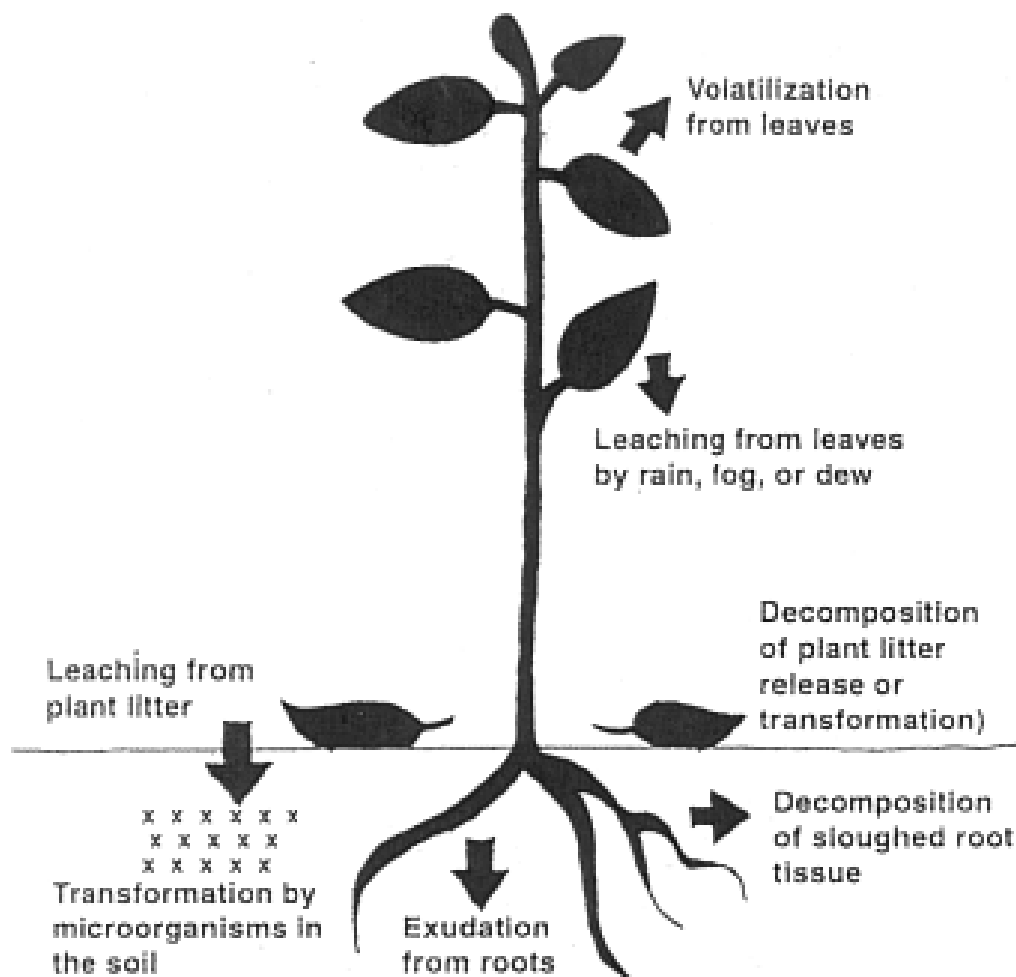 Volatilization
from leaves
Leaching from leaves
by rain, fog, or dew
Decomposition
of plant litter
release or
transformation)
Leaching from
plant litter
x x x x x x
x x x x x
x x x x x
Decomposition
of sloughed root
tissue
Transformation by
microorganisms in
the soil
Exudation
from roots